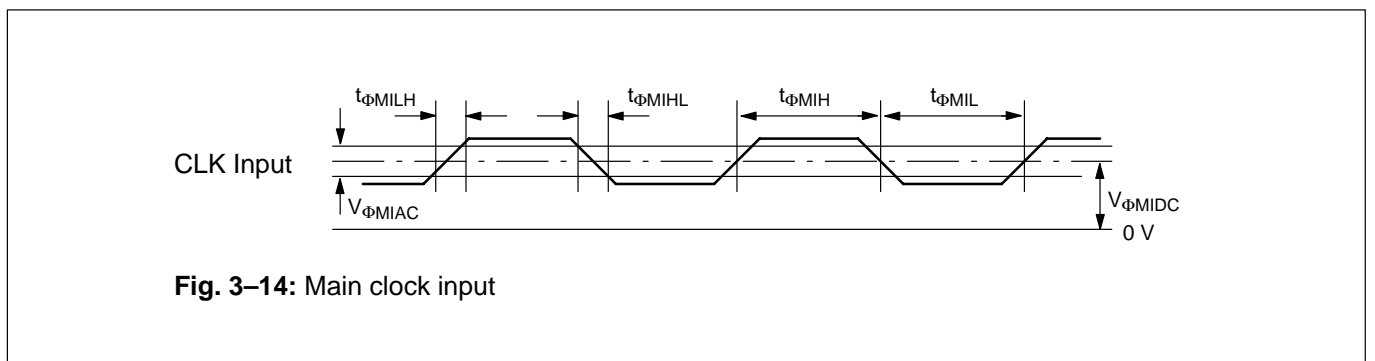 tΦMILH tΦMIHL tΦMIH tΦMIL
CLK Input
VΦMIAC VΦMIDC
0 V
Fig. 3–14: Main clock input